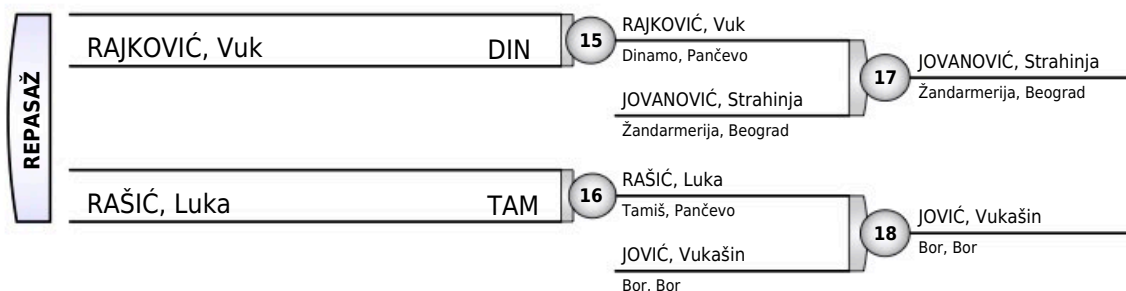 REPASAŽ
RAJKOVIĆ, Vuk DIN
15
RAJKOVIĆ, Vuk
Dinamo, Pančevo
JOVANOVIĆ, Strahinja
Žandarmerija, Beograd
17
JOVANOVIĆ, Strahinja
Žandarmerija, Beograd
RAŠIĆ, Luka TAM
16
RAŠIĆ, Luka
Tamiš, Pančevo
JOVIĆ, Vukašin
Bor, Bor
18
JOVIĆ, Vukašin
Bor, Bor